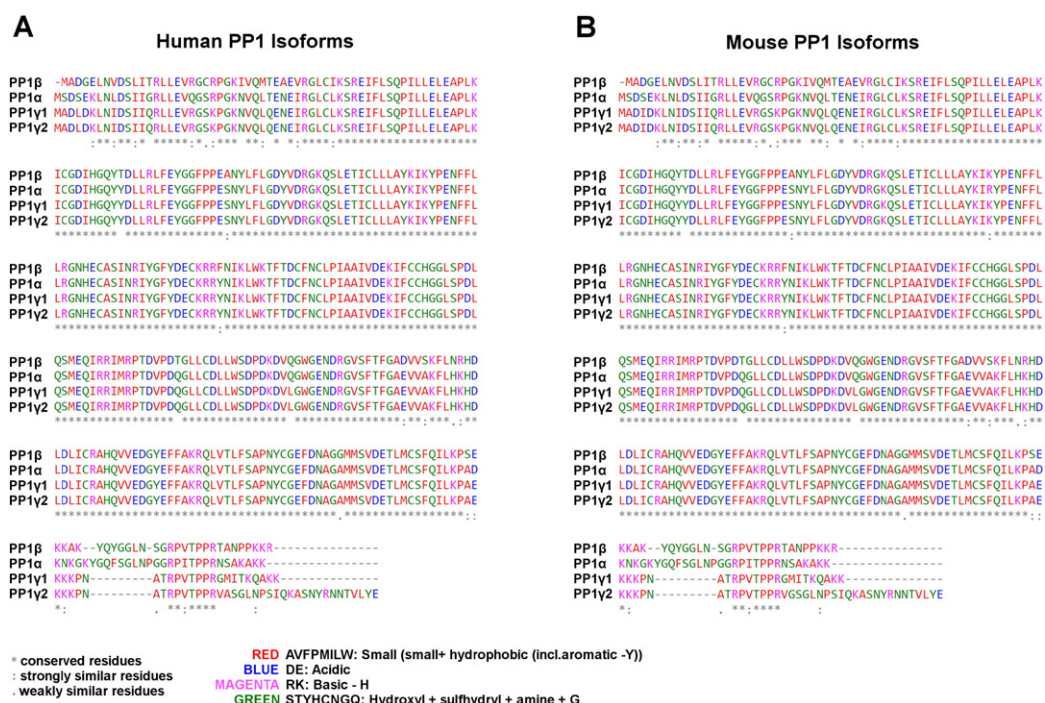 A
Human PP1 Isoforms
PP1β -MADGELNVDSLITRLLEVRGCRPGKIVQMTEAEVRGLCIKSREIFLSQPILLELEAPLK
PP1α MSDSEKLNLDSIIGRLLEVQGSRPGKNVQLTENEIRGLCLKSREIFLSQPILLELEAPLK
PP1γ1 MADLDKLNIDSIIQRLLEVRGSKPGKNVQLQENEIRGLCLKSREIFLSQPILLELEAPLK
PP1γ2 MADLDKLNIDSIIQRLLEVRGSKPGKNVQLQENEIRGLCLKSREIFLSQPILLELEAPLK
PP1β ICGDIHGQYTDLLRLFEYGGFPPEANYLFLGDYVDRGKQSLETICLLLAYKIKYPENFFL
PP1α ICGDIHGQYYDLLRLFEYGGFPPESNYLFLGDYVDRGKQSLETICLLLAYKIKYPENFFL
PP1γ1 ICGDIHGQYYDLLRLFEYGGFPPESNYLFLGDYVDRGKQSLETICLLLAYKIKYPENFFL
PP1γ2 ICGDIHGQYYDLLRLFEYGGFPPESNYLFLGDYVDRGKQSLETICLLLAYKIKYPENFFL
PP1β LRGNHECASINRIYGFYDECKRRFNIKLWKTFTDCFNCLPIAAIVDEKIFCCHGGLSPDL
PP1α LRGNHECASINRIYGFYDECKRRYNIKLWKTFTDCFNCLPIAAIVDEKIFCCHGGLSPDL
PP1γ1 LRGNHECASINRIYGFYDECKRRYNIKLWKTFTDCFNCLPIAAIVDEKIFCCHGGLSPDL
PP1γ2 LRGNHECASINRIYGFYDECKRRYNIKLWKTFTDCFNCLPIAAIVDEKIFCCHGGLSPDL
PP1β QSMEQIRRIMRPTDVPDTGLLCDLLWSDPDKDVQGWGENDRGVSFTFGADVVSKFLNRHD
PP1α QSMEQIRRIMRPTDVPDQGLLCDLLWSDPDKDVQGWGENDRGVSFTFGAEVVAKFLHKHD
PP1γ1 QSMEQIRRIMRPTDVPDQGLLCDLLWSDPDKDVLGWGENDRGVSFTFGAEVVAKFLHKHD
PP1γ2 QSMEQIRRIMRPTDVPDQGLLCDLLWSDPDKDVLGWGENDRGVSFTFGAEVVAKFLHKHD
PP1β LDLICRAHQVVEDGYEFFAKRQLVTLFSAPNYCGEFDNAGGMMSVDETLMCSFQILKPSE
PP1α LDLICRAHQVVEDGYEFFAKRQLVTLFSAPNYCGEFDNAGAMMSVDETLMCSFQILKPAD
PP1γ1 LDLICRAHQVVEDGYEFFAKRQLVTLFSAPNYCGEFDNAGAMMSVDETLMCSFQILKPAE
PP1γ2 LDLICRAHQVVEDGYEFFAKRQLVTLFSAPNYCGEFDNAGAMMSVDETLMCSFQILKPAE
PP1β KKAK--YQYGGLN-SGRPVTPPRTANPPKKR---------------
PP1α KNKGKYGQFSGLNPGGRPITPPRNSAKAKK----------------
PP1γ1 KKKPN---------ATRPVTPPRGMITKQAKK--------------
PP1γ2 KKKPN---------ATRPVTPPRVASGLNPSIQKASNYRNNTVLYE
B
Mouse PP1 Isoforms
PP1β -MADGELNVDSLITRLLEVRGCRPGKIVQMTEAEVRGLCIKSREIFLSQPILLELEAPLK
PP1α MSDSEKLNLDSIIGRLLEVQGSRPGKNVQLTENEIRGLCLKSREIFLSQPILLELEAPLK
PP1γ1 MADIDKLNIDSIIQRLLEVRGSKPGKNVQLQENEIRGLCLKSREIFLSQPILLELEAPLK
PP1γ2 MADIDKLNIDSIIQRLLEVRGSKPGKNVQLQENEIRGLCLKSREIFLSQPILLELEAPLK
PP1β ICGDIHGQYTDLLRLFEYGGFPPEANYLFLGDYVDRGKQSLETICLLLAYKIKYPENFFL
PP1α ICGDIHGQYYDLLRLFEYGGFPPESNYLFLGDYVDRGKQSLETICLLLAYKIKYPENFFL
PP1γ1 ICGDIHGQYYDLLRLFEYGGFPPESNYLFLGDYVDRGKQSLETICLLLAYKIRYPENFFL
PP1γ2 ICGDIHGQYYDLLRLFEYGGFPPESNYLFLGDYVDRGKQSLETICLLLAYKIKYPENFFL
PP1β LRGNHECASINRIYGFYDECKRRFNIKLWKTFTDCFNCLPIAAIVDEKIFCCHGGLSPDL
PP1α LRGNHECASINRIYGFYDECKRRYNIKLWKTFTDCFNCLPIAAIVDEKIFCCHGGLSPDL
PP1γ1 LRGNHECASINRIYGFYDECKRRYNIKLWKTFTDCFNCLPIAAIVDEKIFCCHGGLSPDL
PP1γ2 LRGNHECASINRIYGFYDECKRRYNIKLWKTFTDCFNCLPIAAIVDEKIFCCHGGLSPDL
PP1β QSMEQIRRIMRPTDVPDTGLLCDLLWSDPDKDVQGWGENDRGVSFTFGADVVSKFLNRHD
PP1α QSMEQIRRIMRPTDVPDQGLLCDLLWSDPDKDVQGWGENDRGVSFTFGAEVVAKFLHKHD
PP1γ1 QSMEQIRRIMRPTDVPDQGLLCDLLWSDPDKDVLGWGENDRGVSFTFGAEVVAKFLHKHD
PP1γ2 QSMEQIRRIMRPTDVPDQGLLCDLLWSDPDKDVLGWGENDRGVSFTFGAEVVAKFLHKHD
PP1β LDLICRAHQVVEDGYEFFAKRQLVTLFSAPNYCGEFDNAGGMMSVDETLMCSFQILKPSE
PP1α LDLICRAHQVVEDGYEFFAKRQLVTLFSAPNYCGEFDNAGAMMSVDETLMCSFQILKPAD
PP1γ1 LDLICRAHQVVEDGYEFFAKRQLVTLFSAPNYCGEFDNAGAMMSVDETLMCSFQILKPAE
PP1γ2 LDLICRAHQVVEDGYEFFAKRQLVTLFSAPNYCGEFDNAGAMMSVDETLMCSFQILKPAE
PP1β KKAK--YQYGGLN-SGRPVTPPRTANPPKKR---------------
PP1α KNKGKYGQFSGLNPGGRPITPPRNSAKAKK----------------
PP1γ1 KKKPN---------ATRPVTPPRGMITKQAKK--------------
PP1γ2 KKKPN---------ATRPVTPPRVGSGLNPSIQKASNYRNNTVLYE
* conserved residues
: strongly similar residues
. weakly similar residues
RED AVFPMILW: Small (small+ hydrophobic (incl.aromatic -Y))
BLUE DE: Acidic
MAGENTA RK: Basic - H
GREEN STYHCNGQ: Hydroxyl + sulfhydryl + amine + G